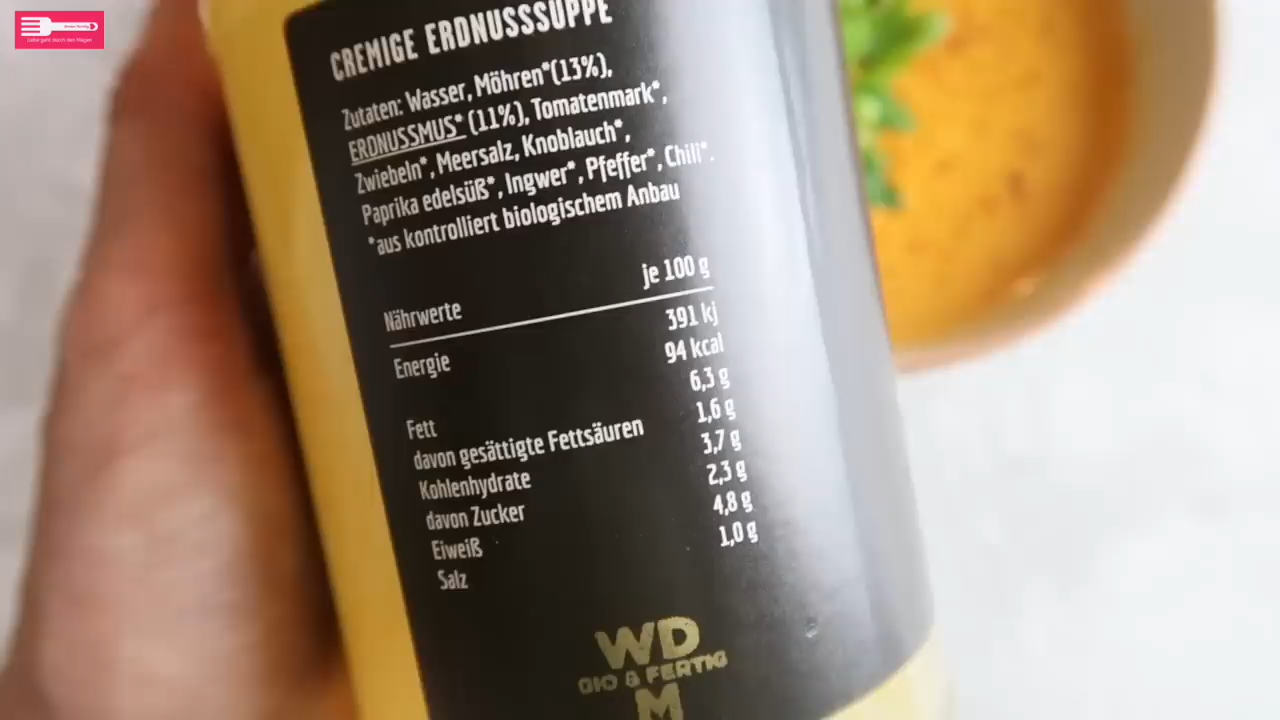 CREMIGE ERDNUSSSUPPE
Zutaten: Wasser, Möhren*(13%),
ERDNUSSMUS* (11%), Tomatenmark*,
Zwiebeln*, Meersalz, Knoblauch*,
Paprika edelsüß*, Ingwer*, Pfeffer*, Chili*.
*aus kontrolliert biologischem Anbau
Nährwerte je 100 g
Energie 391 kj
94 kcal
Fett 6,3 g
davon gesättigte Fettsäuren 1,6 g
Kohlenhydrate 3,7 g
davon Zucker 2,3 g
Eiweiß 4,8 g
Salz 1,0 g
WD
BIO & FERTIG
M